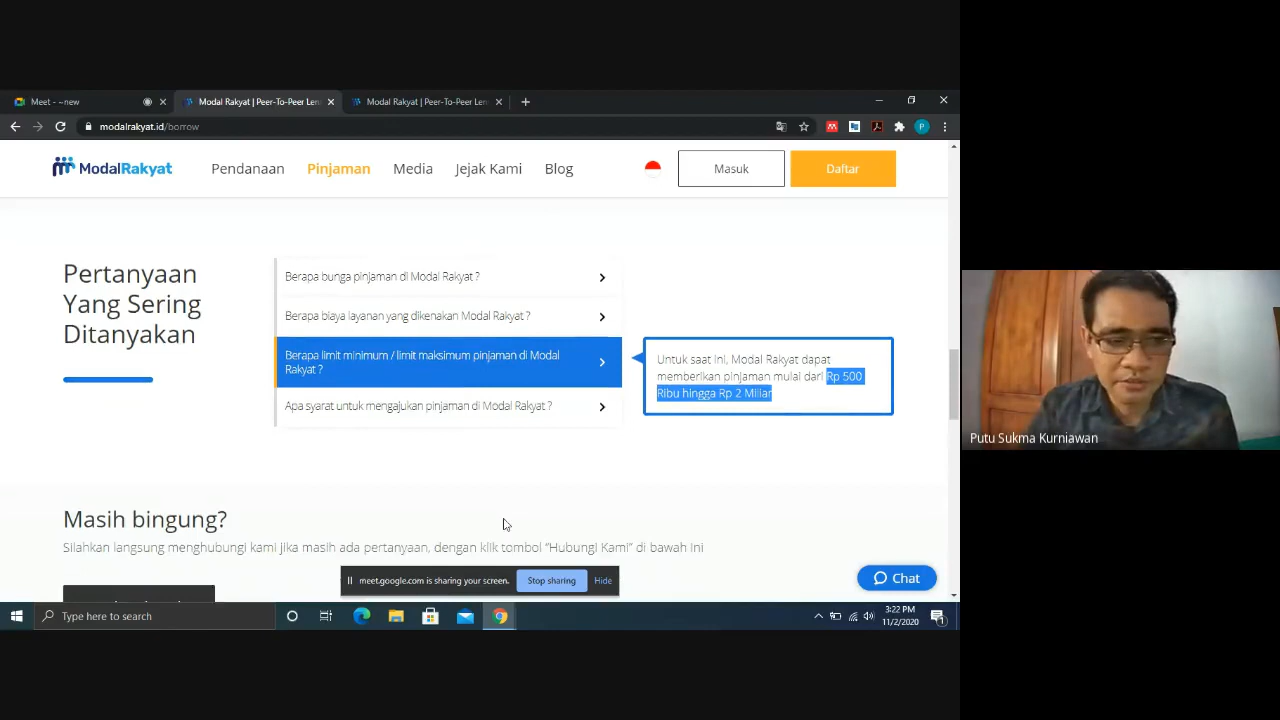 Meet - ~new
Modal Rakyat | Peer-To-Peer Len
Modal Rakyat | Peer-To-Peer Len
modalrakyat.id/borrow
P
ModalRakyat
Pendanaan
Pinjaman
Media
Jejak Kami
Blog
Masuk
Daftar
Pertanyaan
Yang Sering
Ditanyakan
Berapa bunga pinjaman di Modal Rakyat ?
Berapa biaya layanan yang dikenakan Modal Rakyat ?
Berapa limit minimum / limit maksimum pinjaman di Modal
Rakyat ?
Apa syarat untuk mengajukan pinjaman di Modal Rakyat ?
Untuk saat ini, Modal Rakyat dapat
memberikan pinjaman mulai dari Rp 500
Ribu hingga Rp 2 Miliar
Putu Sukma Kurniawan
Masih bingung?
Silahkan langsung menghubungi kami jika masih ada pertanyaan, dengan klik tombol "Hubungi Kami" di bawah ini
meet.google.com is sharing your screen.
Stop sharing
Hide
Chat
Type here to search
3:22 PM
11/2/2020
1